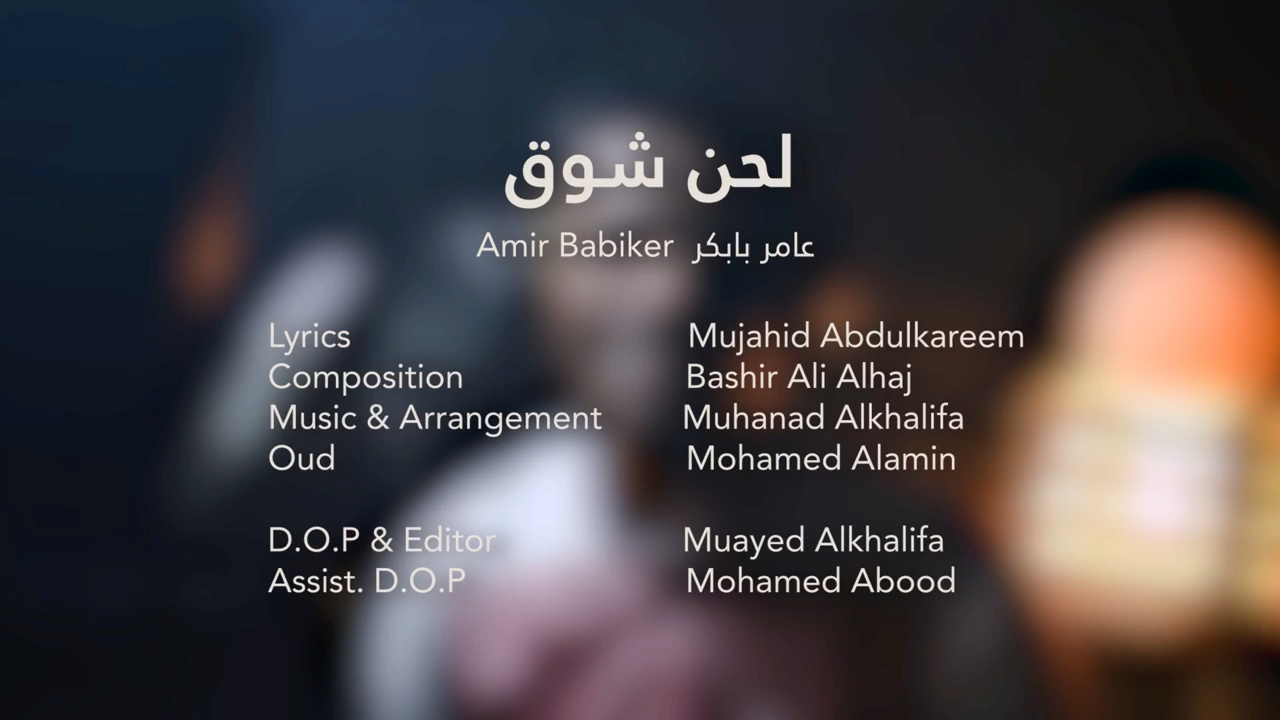 لحن شوق
Amir Babiker عامر بابكر
Lyrics Mujahid Abdulkareem
Composition Bashir Ali Alhaj
Music & Arrangement Muhanad Alkhalifa
Oud Mohamed Alamin
D.O.P & Editor Muayed Alkhalifa
Assist. D.O.P Mohamed Abood